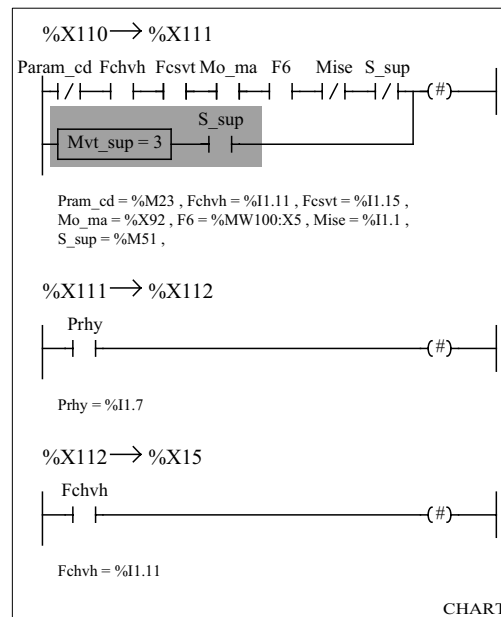 %X110 → %X111
Param_cd Fchvh Fcsvt Mo_ma F6 Mise S_sup
(#)
S_sup
Mvt_sup = 3
Pram_cd = %M23 , Fchvh = %I1.11 , Fcsvt = %I1.15 ,
Mo_ma = %X92 , F6 = %MW100:X5 , Mise = %I1.1 ,
S_sup = %M51 ,
%X111 → %X112
Prhy
(#)
Prhy = %I1.7
%X112 → %X15
Fchvh
(#)
Fchvh = %I1.11
CHART